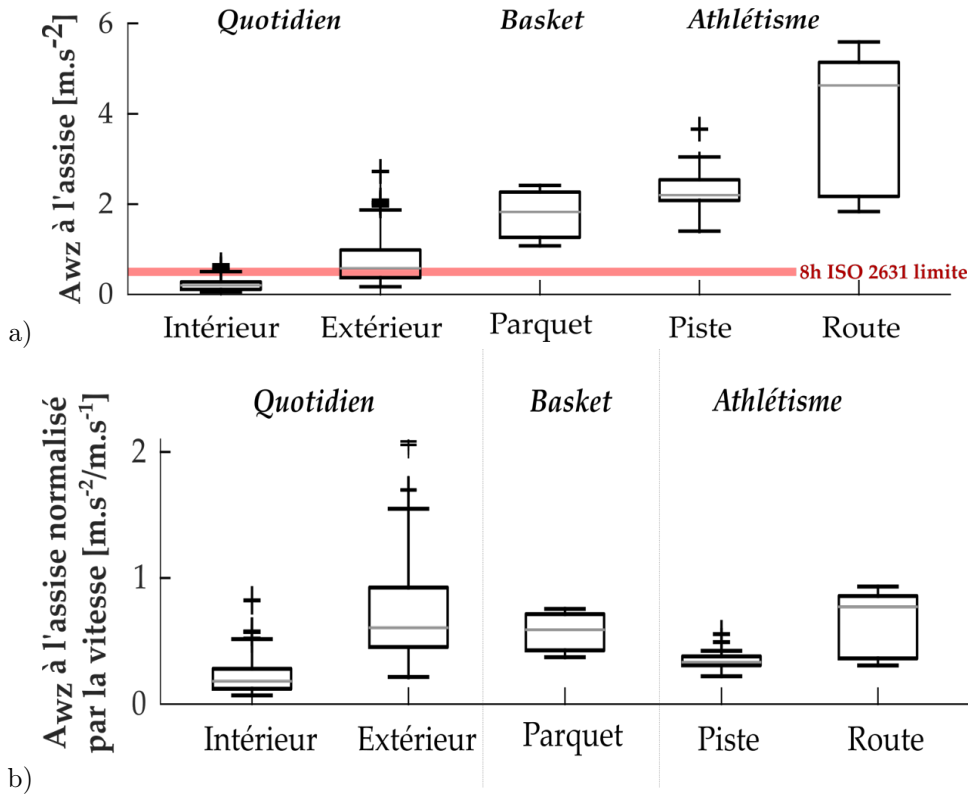 Quotidien Basket Athlétisme
Awz à l'assise [m.s-2]
6
4
2
0
8h ISO 2631 limite
Intérieur Extérieur Parquet Piste Route
a)
Quotidien Basket Athlétisme
Awz à l'assise normalisé
par la vitesse [m.s-2/m.s-1]
2
1
0
Intérieur Extérieur Parquet Piste Route
b)